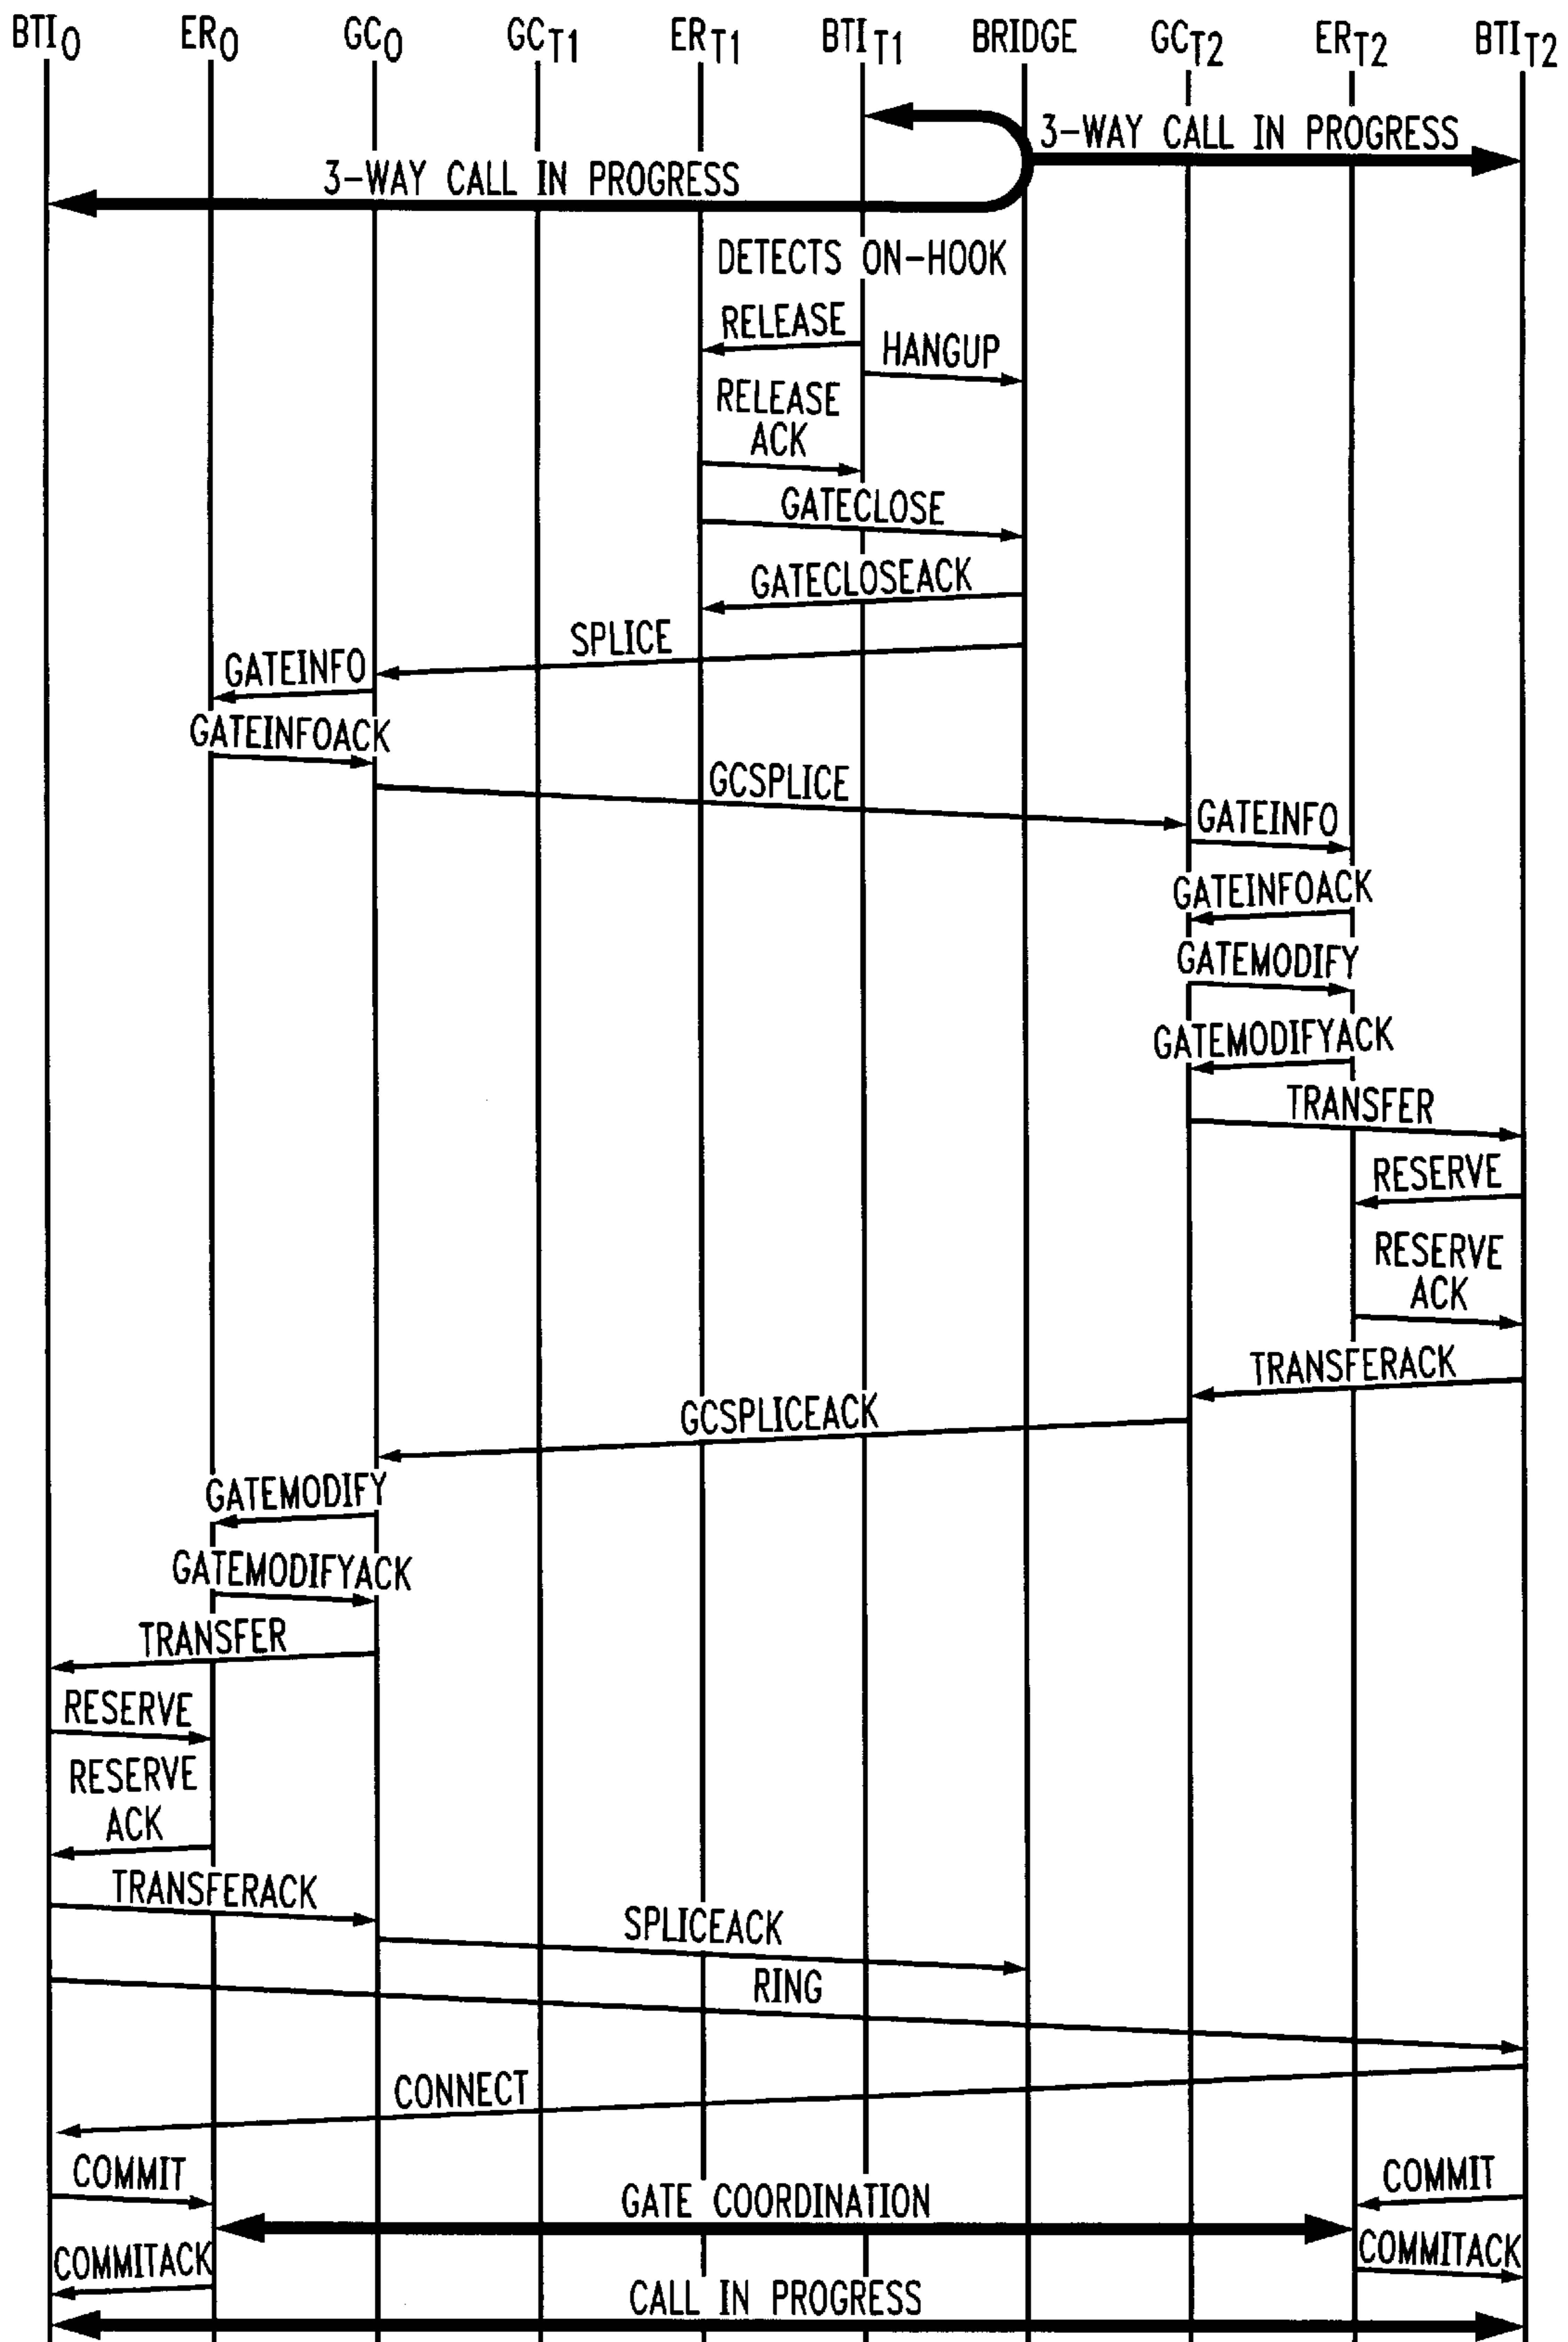 BTIO ERO GCO GCT1 ERT1 BTIT1 BRIDGE GCT2 ERT2 BTIT2
3-WAY CALL IN PROGRESS
3-WAY CALL IN PROGRESS
DETECTS ON-HOOK
RELEASE
HANGUP
RELEASE
ACK
GATECLOSE
GATECLOSEACK
SPLICE
GATEINFO
GATEINFOACK
GCSPLICE
GATEINFO
GATEINFOACK
GATEMODIFY
GATEMODIFYACK
TRANSFER
RESERVE
RESERVE
ACK
TRANSFERACK
GCSPLICEACK
GATEMODIFY
GATEMODIFYACK
TRANSFER
RESERVE
RESERVE
ACK
TRANSFERACK
SPLICEACK
RING
CONNECT
COMMIT
COMMIT
GATE COORDINATION
COMMITACK
COMMITACK
CALL IN PROGRESS